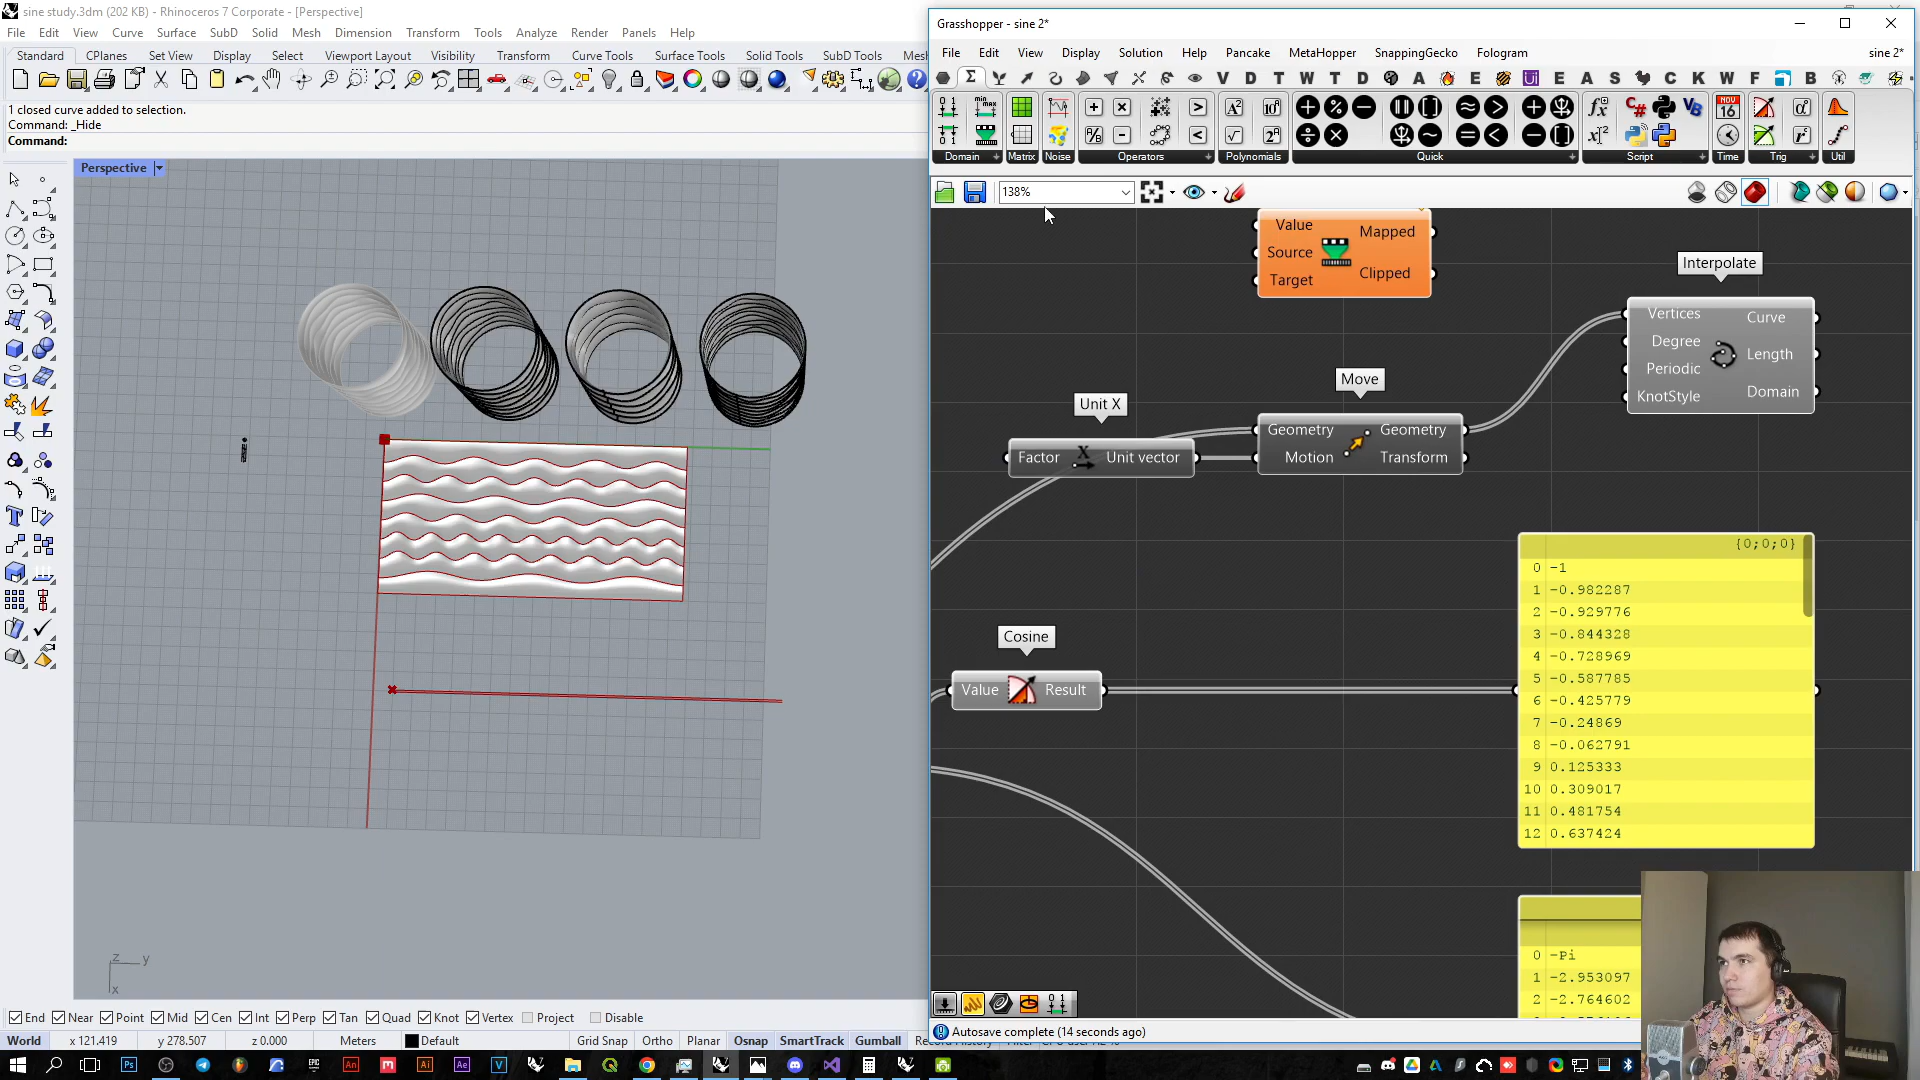 sine study.3dm (202 KB) - Rhinoceros 7 Corporate - [Perspective]
File Edit View Curve Surface SubD Solid Mesh Dimension Transform Tools Analyze Render Panels Help
Standard CPlanes Set View Display Select Viewport Layout Visibility Transform Curve Tools Surface Tools Solid Tools SubD Tools Mesh
1 closed curve added to selection.
Command: _Hide
Command:
Perspective
z y
x
End Near Point Mid Cen Int Perp Tan Quad Knot Vertex Project Disable
World x 121.419 y 278.507 z 0.000 Meters Default Grid Snap Ortho Planar Osnap SmartTrack Gumball
Grasshopper - sine 2*
File Edit View Display Solution Help Pancake MetaHopper SnappingGecko Fologram sine 2*
Domain Matrix Noise Operators Polynomials Quick Script Time Trig Util
138%
Value Mapped
Source
Target Clipped
Interpolate
Vertices Curve
Degree Length
Periodic
KnotStyle Domain
Move
Geometry Geometry
Motion Transform
Unit X
Factor Unit vector
Cosine
Value Result
{0;0;0}
0 -1
1 -0.982287
2 -0.929776
3 -0.844328
4 -0.728969
5 -0.587785
6 -0.425779
7 -0.24869
8 -0.062791
9 0.125333
10 0.309017
11 0.481754
12 0.637424
0 -Pi
1 -2.953097
2 -2.764602
Autosave complete (14 seconds ago)